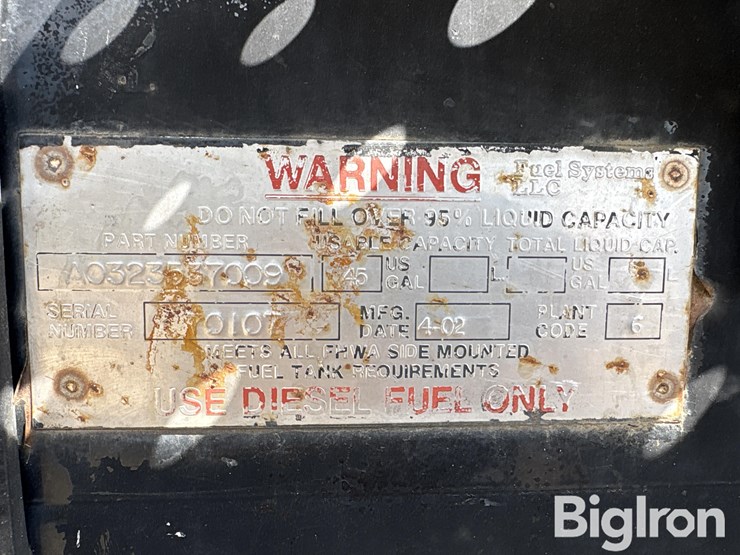 WARNING
Fuel Systems
LLC
DO NOT FILL OVER 95% LIQUID CAPACITY
PART NUMBER USABLE CAPACITY TOTAL LIQUID CAP.
45 US GAL L US GAL L
SERIAL NUMBER MFG. DATE 4-02 PLANT CODE 6
MEETS ALL FHWA SIDE MOUNTED
FUEL TANK REQUIREMENTS
USE DIESEL FUEL ONLY
BigIron